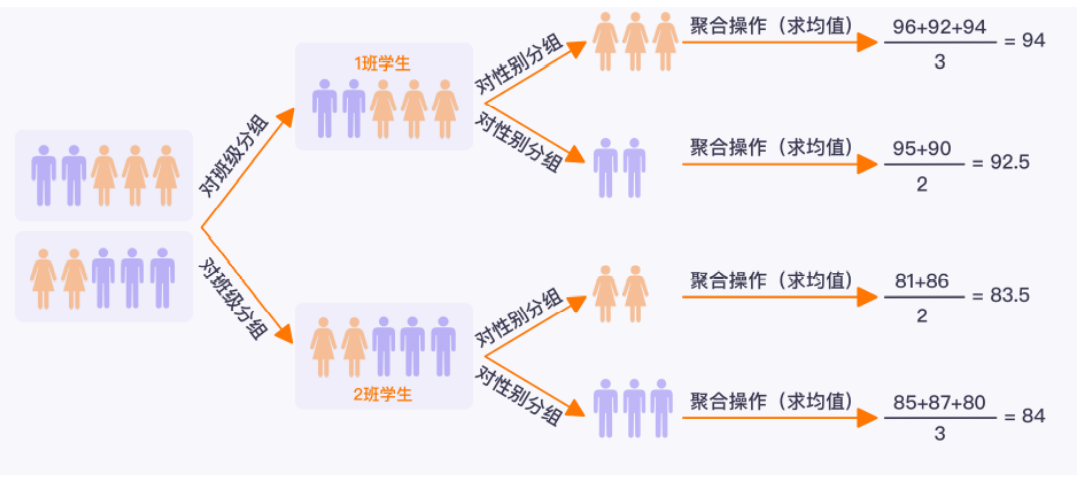 对班级分组
对班级分组
1班学生
2班学生
对性别分组
对性别分组
对性别分组
对性别分组
聚合操作（求均值）
96+92+94
3
= 94
聚合操作（求均值）
95+90
2
= 92.5
聚合操作（求均值）
81+86
2
= 83.5
聚合操作（求均值）
85+87+80
3
= 84